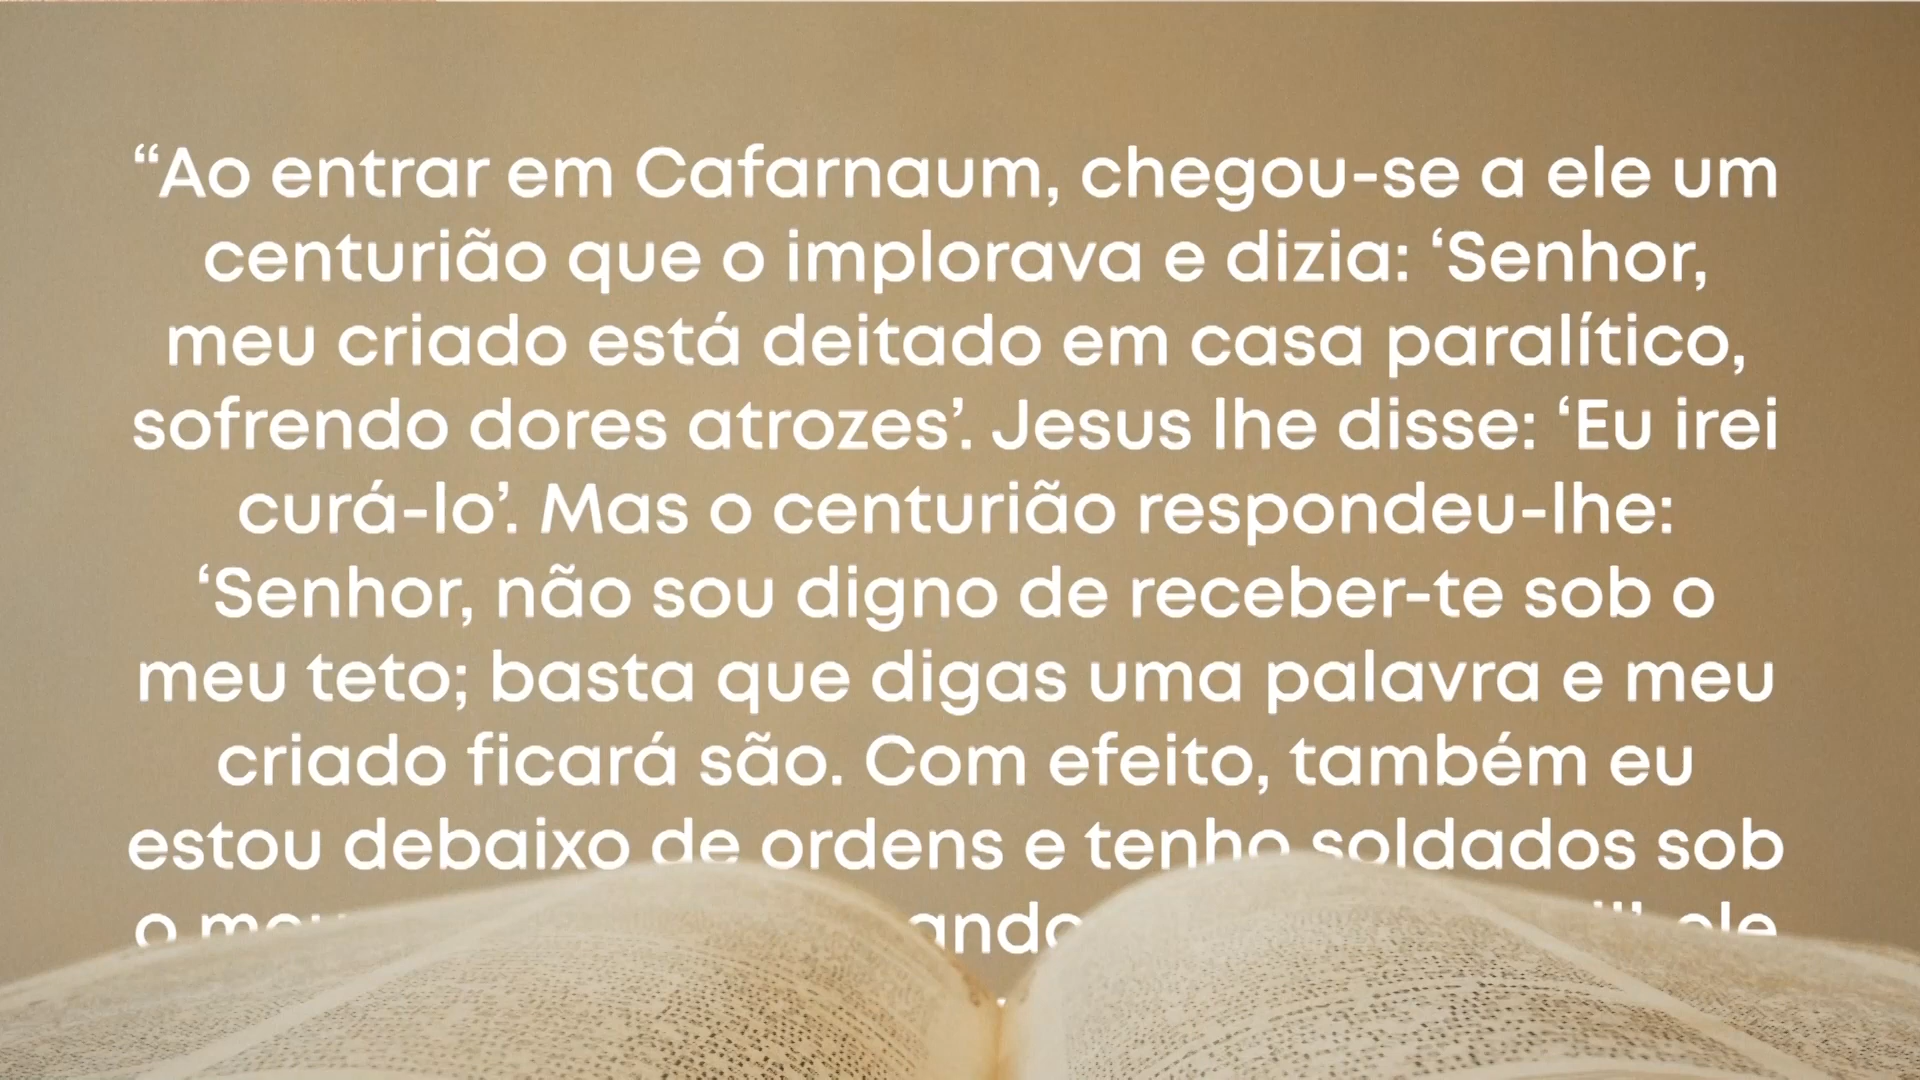 “Ao entrar em Cafarnaum, chegou-se a ele um
centurião que o implorava e dizia: ‘Senhor,
meu criado está deitado em casa paralítico,
sofrendo dores atrozes’. Jesus lhe disse: ‘Eu irei
curá-lo’. Mas o centurião respondeu-lhe:
‘Senhor, não sou digno de receber-te sob o
meu teto; basta que digas uma palavra e meu
criado ficará são. Com efeito, também eu
estou debaixo de ordens e tenho soldados sob
o ele